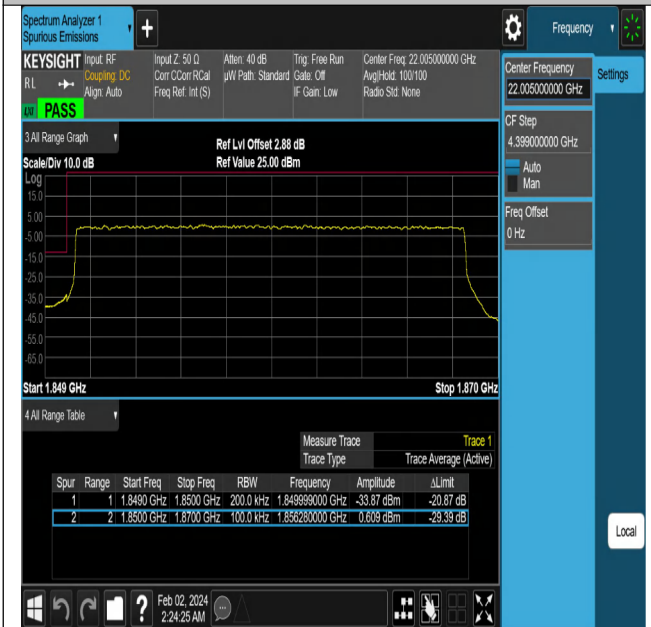 Spectrum Analyzer 1
Spurious Emissions
Frequency
KEYSIGHT
RL
Input: RF
Coupling: DC
Align: Auto
Input Z: 50 Ω
Corr CCorr RCal
Freq Ref: Int (S)
Atten: 40 dB
µW Path: Standard
Trig: Free Run
Gate: Off
IF Gain: Low
Center Freq: 22.005000000 GHz
Avg|Hold: 100/100
Radio Std: None
LXI
PASS
3 All Range Graph
Scale/Div 10.0 dB
Ref Lvl Offset 2.88 dB
Ref Value 25.00 dBm
Log
15.0
5.00
-5.00
-15.0
-25.0
-35.0
-45.0
-55.0
-65.0
Start 1.849 GHz
Stop 1.870 GHz
4 All Range Table
Measure Trace Trace 1
Trace Type Trace Average (Active)
Spur Range Start Freq Stop Freq RBW Frequency Amplitude ΔLimit
1 1 1.8490 GHz 1.8500 GHz 200.0 kHz 1.849999000 GHz -33.87 dBm -20.87 dB
2 2 1.8500 GHz 1.8700 GHz 100.0 kHz 1.856280000 GHz 0.609 dBm -29.39 dB
Center Frequency
22.005000000 GHz
Settings
CF Step
4.399000000 GHz
Auto
Man
Freq Offset
0 Hz
Local
Feb 02, 2024
2:24:25 AM